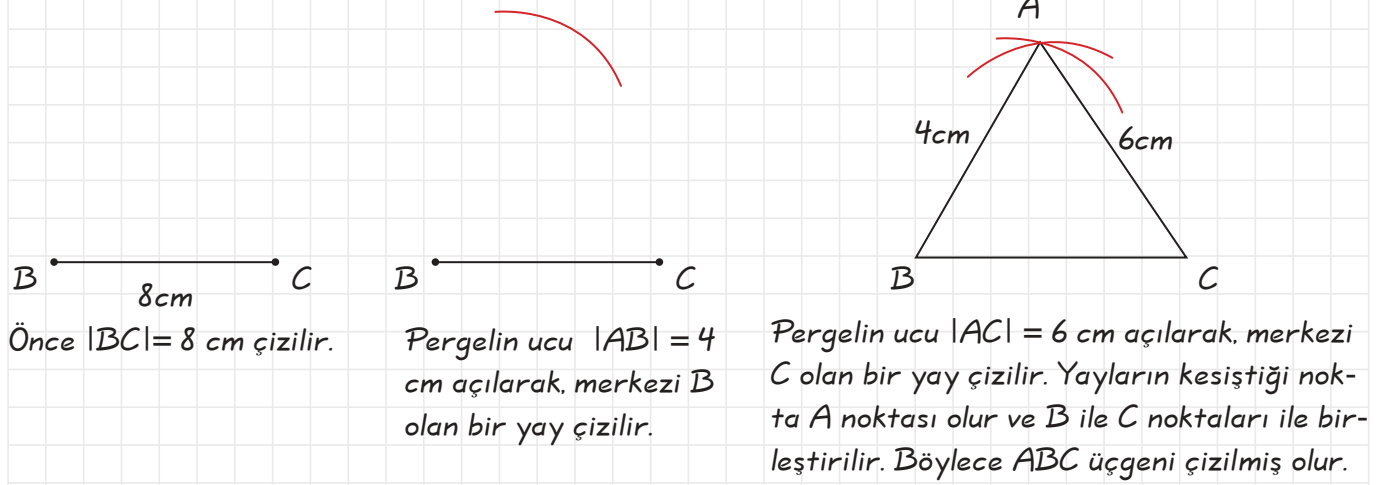 B
C
8cm
Önce |BC|= 8 cm çizilir.
B
C
Pergelin ucu |AB| = 4
cm açılarak, merkezi B
olan bir yay çizilir.
A
4cm
6cm
B
C
Pergelin ucu |AC| = 6 cm açılarak, merkezi
C olan bir yay çizilir. Yayların kesiştiği nok-
ta A noktası olur ve B ile C noktaları ile bir-
leştirilir. Böylece ABC üçgeni çizilmiş olur.